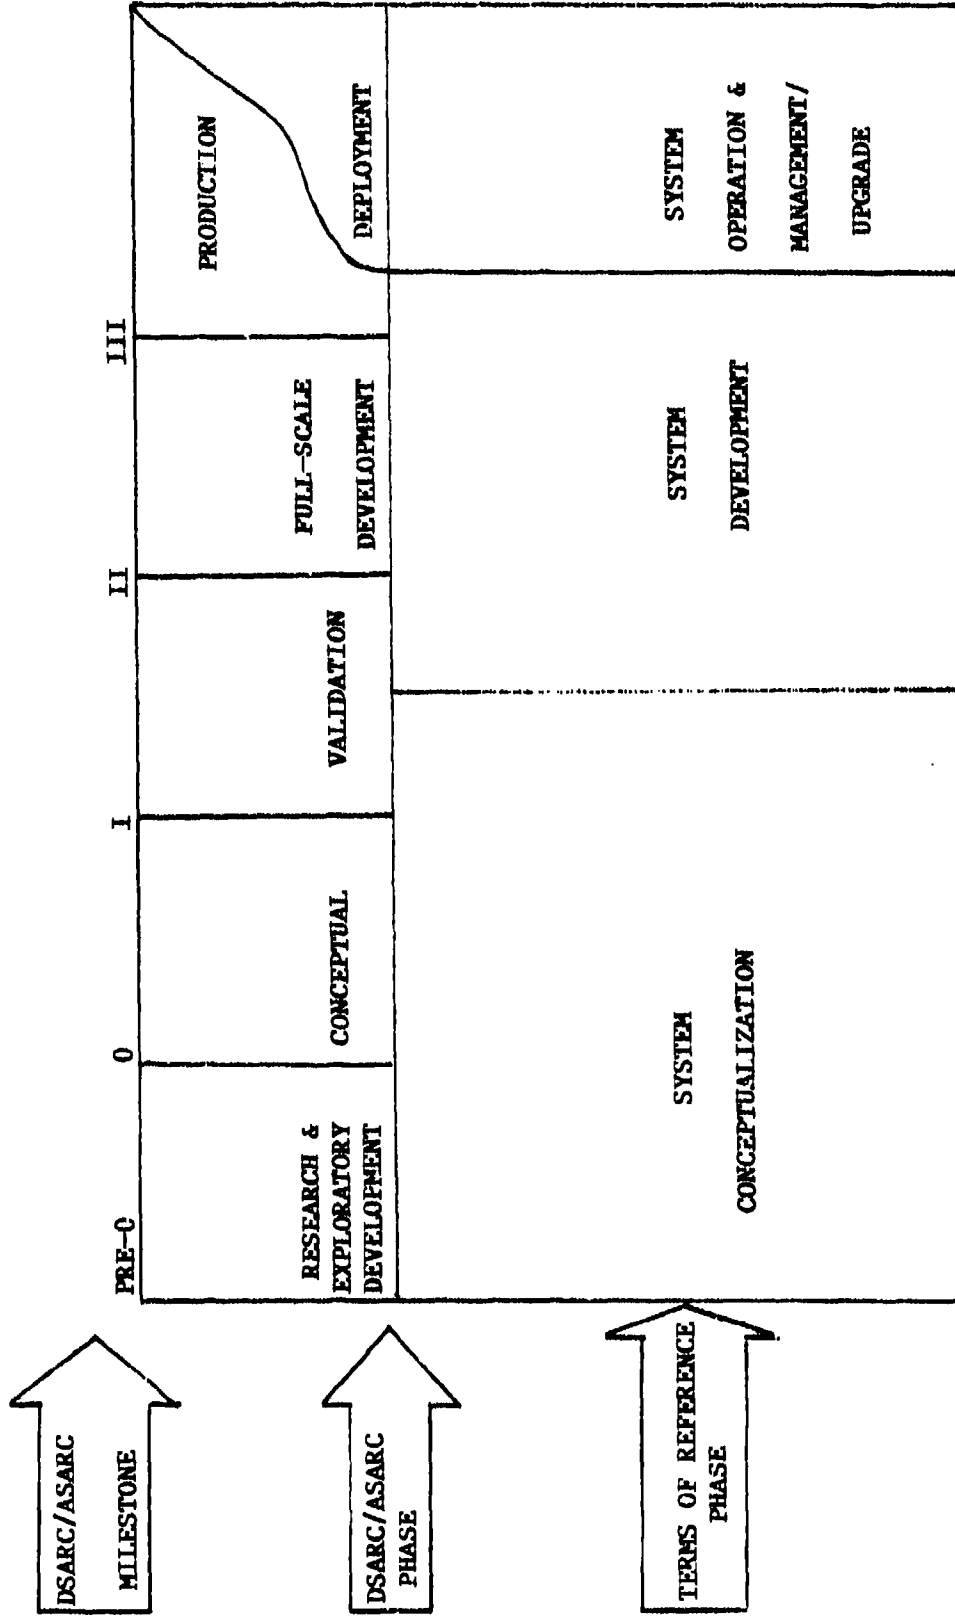 DSARC/ASARC
MILESTONE
PRE-0
0
I
II
III
DSARC/ASARC
PHASE
RESEARCH &
EXPLORATORY
DEVELOPMENT
CONCEPTUAL
VALIDATION
FULL-SCALE
DEVELOPMENT
PRODUCTION
DEPLOYMENT
TERMS OF REFERENCE
PHASE
SYSTEM
CONCEPTUALIZATION
SYSTEM
DEVELOPMENT
SYSTEM
OPERATION &
MANAGEMENT/
UPGRADE